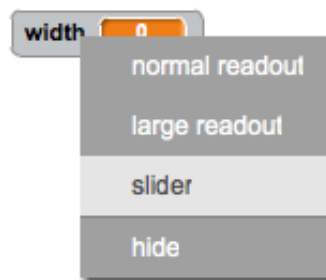 width 0
normal readout
large readout
slider
hide